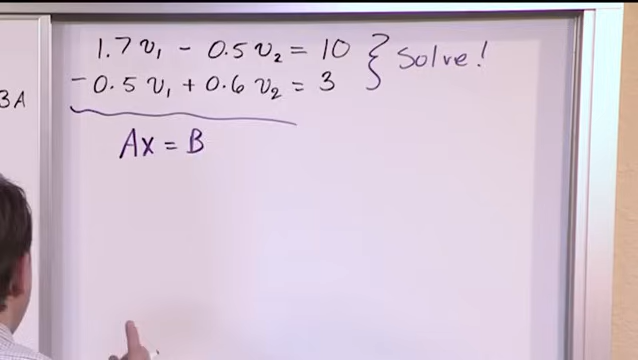 1.7 v₁ - 0.5 v₂ = 10 } Solve!
-0.5 v₁ + 0.6 v₂ = 3
3A
Ax = B